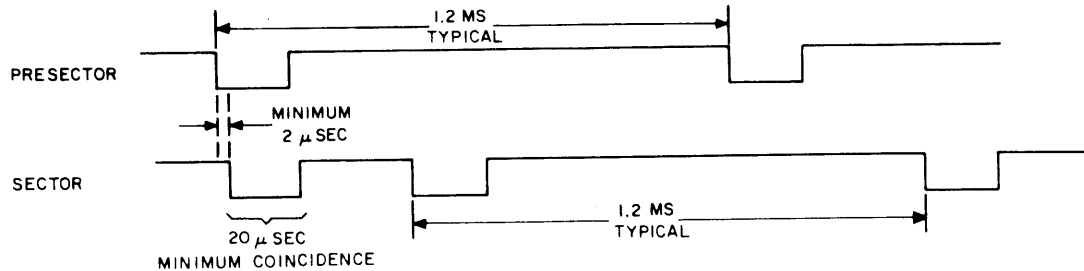 1.2 MS
TYPICAL
PRESECTOR
MINIMUM
2 μ SEC
SECTOR
1.2 MS
TYPICAL
20 μ SEC
MINIMUM COINCIDENCE